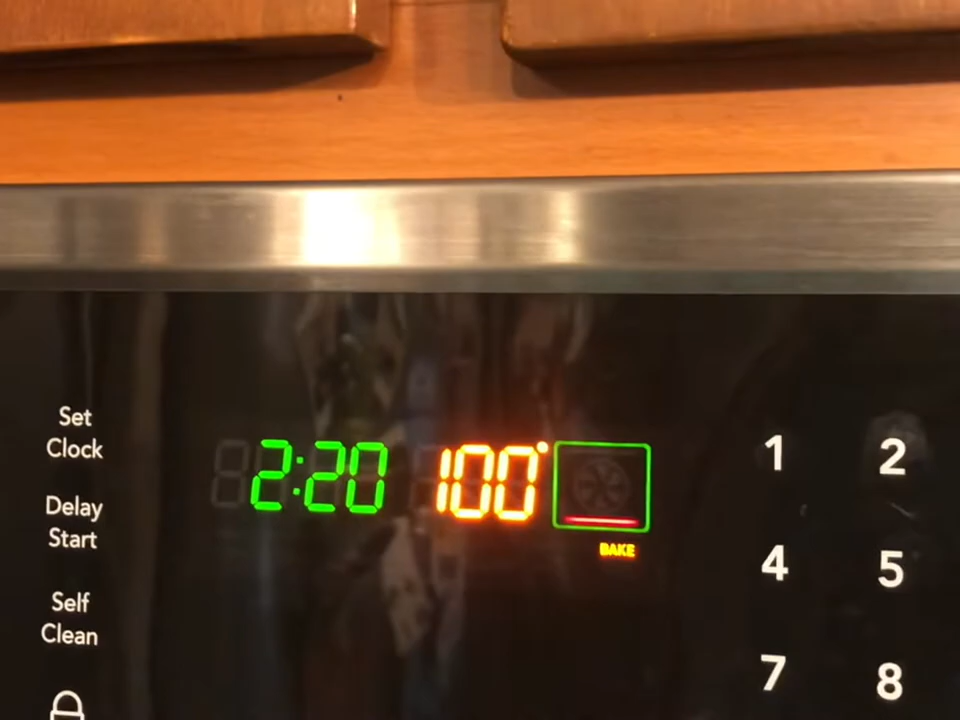 Set
Clock
Delay
Start
Self
Clean
2:20
100°
BAKE
1 2
4 5
7 8